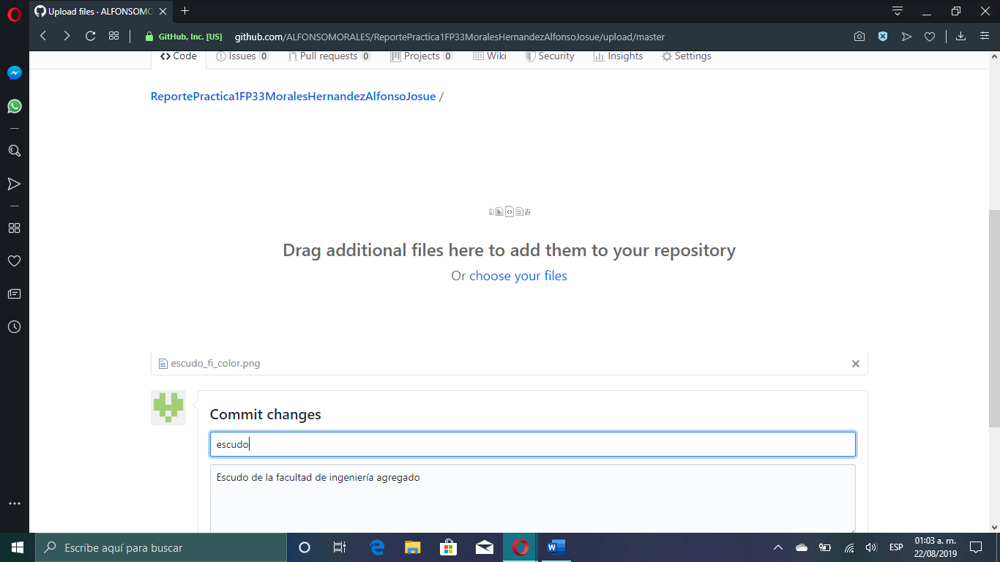 Upload files · ALFONSOMO
GitHub, Inc. [US] github.com/ALFONSOMORALES/ReportePractica1FP33MoralesHernandezAlfonsoJosue/upload/master
Code Issues 0 Pull requests 0 Projects 0 Wiki Security Insights Settings
ReportePractica1FP33MoralesHernandezAlfonsoJosue /
Drag additional files here to add them to your repository
Or choose your files
escudo_fi_color.png
Commit changes
escudo
Escudo de la facultad de ingeniería agregado
Escribe aquí para buscar
ESP
01:03 a. m.
22/08/2019